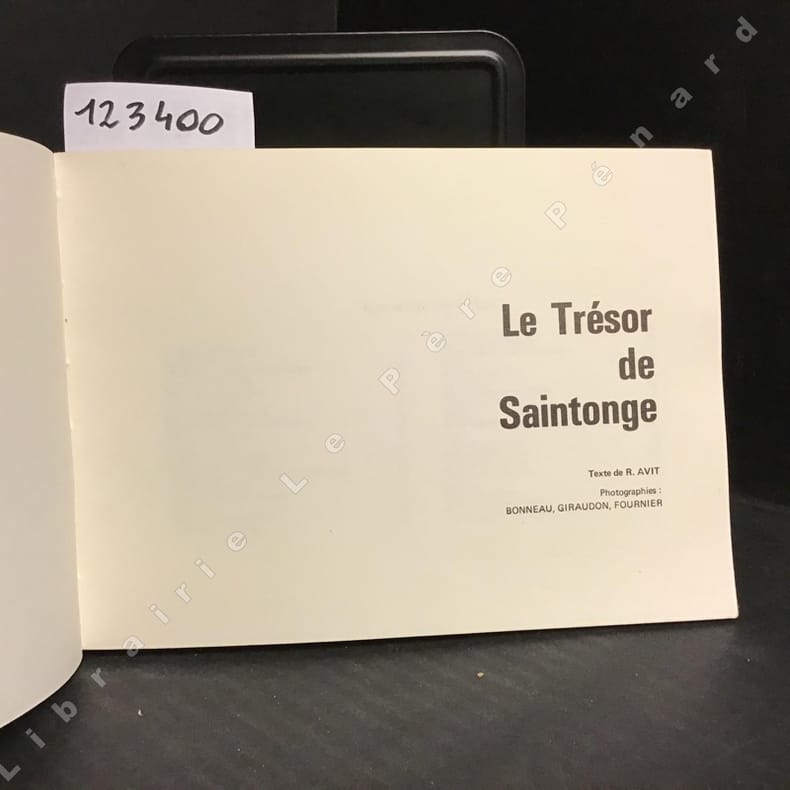 123400
Le Trésor
de
Saintonge
Texte de R. AVIT
Photographies :
BONNEAU, GIRAUDON, FOURNIER
Librairie Le Père Pénard